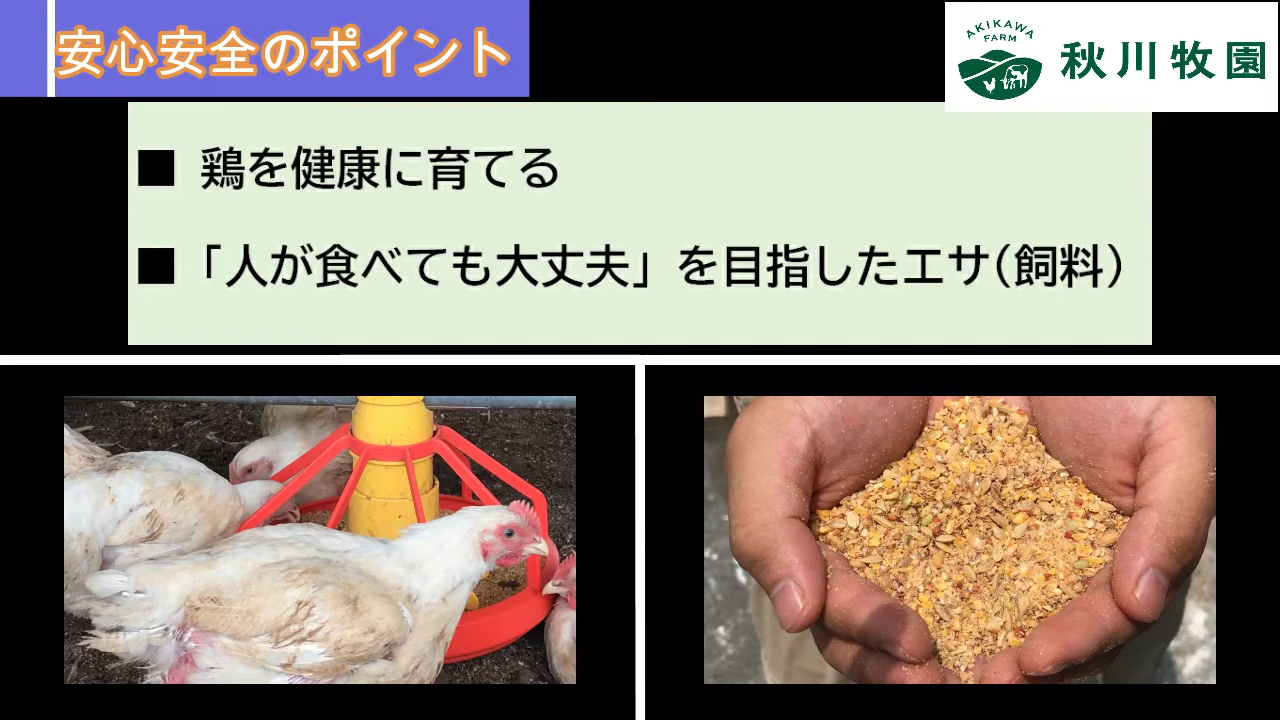 安心安全のポイント
AKIKAWA
FARM
秋川牧園
■ 鶏を健康に育てる
■「人が食べても大丈夫」を目指したエサ(飼料)